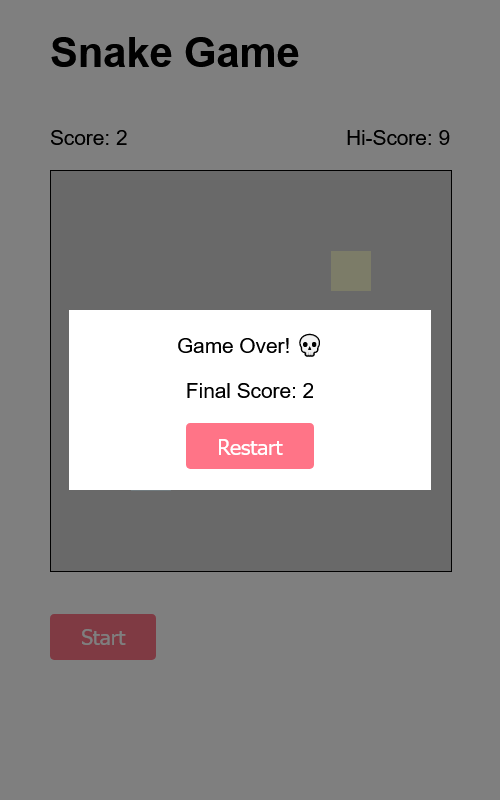 Snake Game
Score: 2
Hi-Score: 9
Game Over! 💀
Final Score: 2
Restart
Start